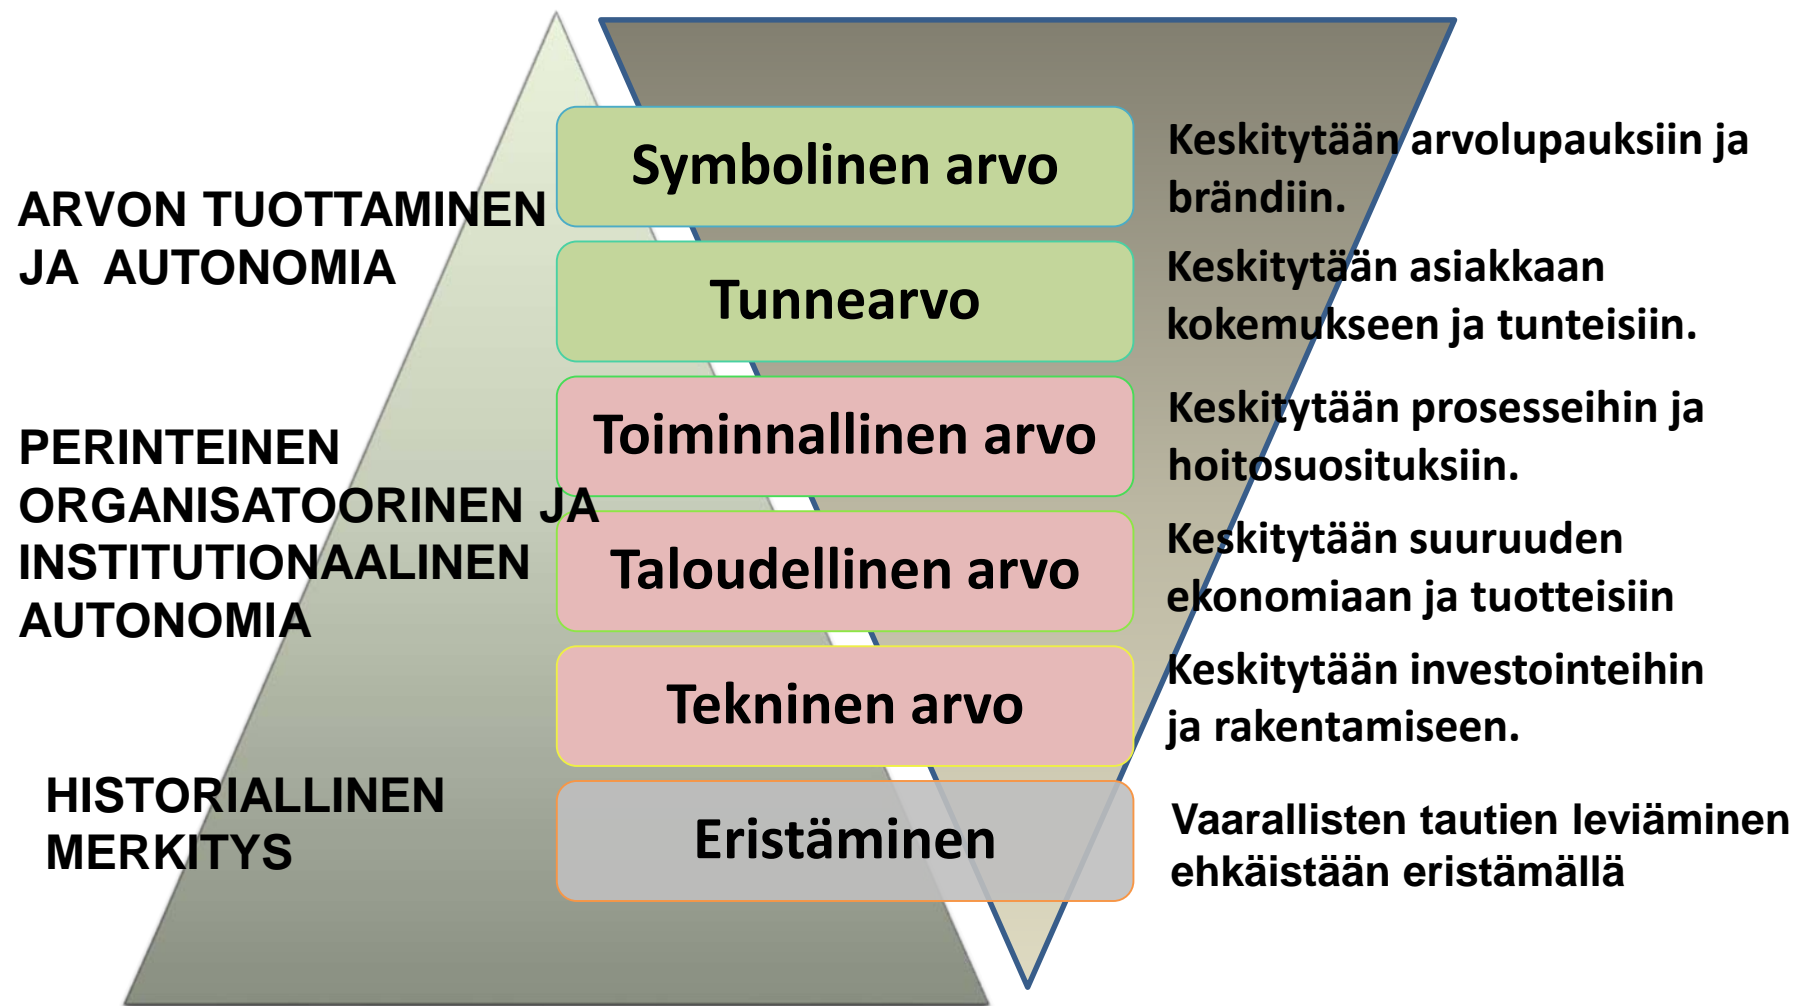 Symbolinen arvo
Keskitytään arvolupauksiin ja
brändiin.
ARVON TUOTTAMINEN
JA AUTONOMIA
Tunnearvo
Keskitytään asiakkaan
kokemukseen ja tunteisiin.
Toiminnallinen arvo
Keskitytään prosesseihin ja
hoitosuosituksiin.
PERINTEINEN
ORGANISATOORINEN JA
INSTITUTIONAALINEN
AUTONOMIA
Taloudellinen arvo
Keskitytään suuruuden
ekonomiaan ja tuotteisiin
Tekninen arvo
Keskitytään investointeihin
ja rakentamiseen.
HISTORIALLINEN
MERKITYS
Eristäminen
Vaarallisten tautien leviäminen
ehkäistään eristämällä